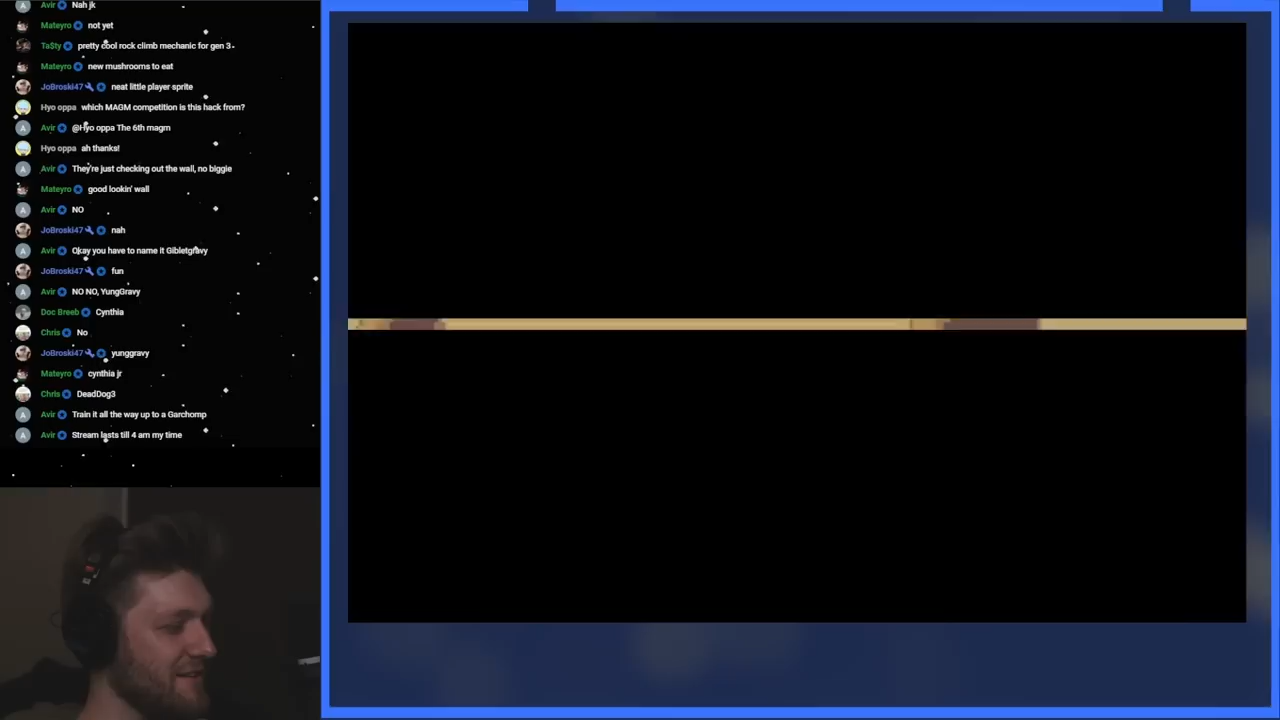 Avir Nah jk
Mateyro not yet
Ta$ty pretty cool rock climb mechanic for gen 3
Mateyro new mushrooms to eat
JoBroski47 neat little player sprite
Hyo oppa which MAGM competition is this hack from?
Avir @Hyo oppa The 6th magm
Hyo oppa ah thanks!
Avir They're just checking out the wall, no biggie
Mateyro good lookin' wall
Avir NO
JoBroski47 nah
Avir Okay you have to name it Gibletgravy
JoBroski47 fun
Avir NO NO, YungGravy
Doc Breeb Cynthia
Chris No
JoBroski47 yunggravy
Mateyro cynthia jr
Chris DeadDog3
Avir Train it all the way up to a Garchomp
Avir Stream lasts till 4 am my time